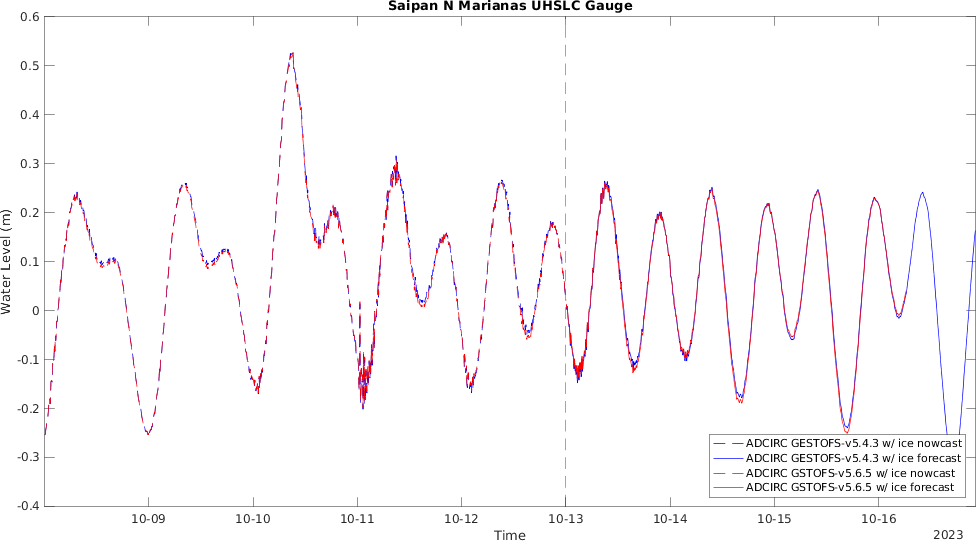 Saipan N Marianas UHSLC Gauge
0.6
0.5
0.4
0.3
0.2
0.1
0
-0.1
-0.2
-0.3
-0.4
Water Level (m)
ADCIRC GESTOFS-v5.4.3 w/ ice nowcast
ADCIRC GESTOFS-v5.4.3 w/ ice forecast
ADCIRC GSTOFS-v5.6.5 w/ ice nowcast
ADCIRC GSTOFS-v5.6.5 w/ ice forecast
10-09 10-10 10-11 10-12 10-13 10-14 10-15 10-16
Time
2023